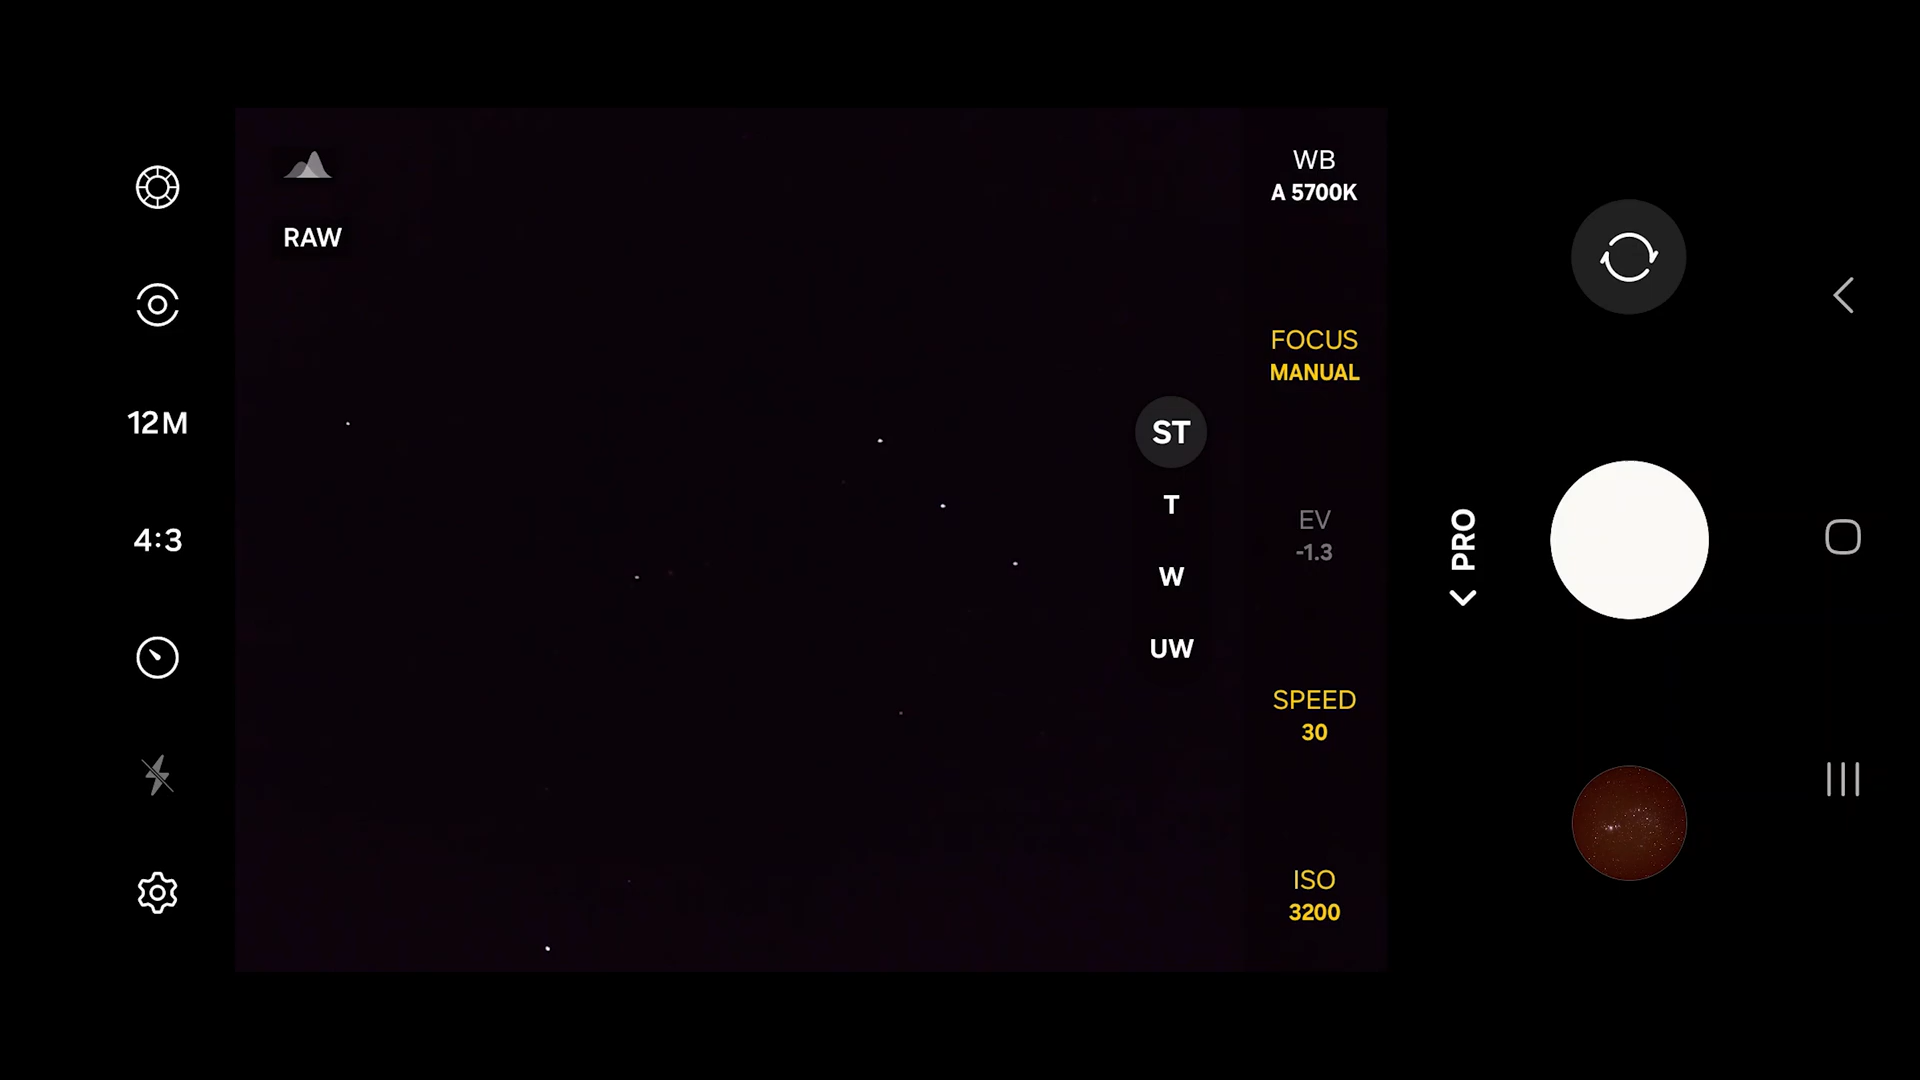 RAW
12M
4:3
WB
A 5700K
FOCUS
MANUAL
ST
T
W
UW
EV
-1.3
SPEED
30
ISO
3200
PRO